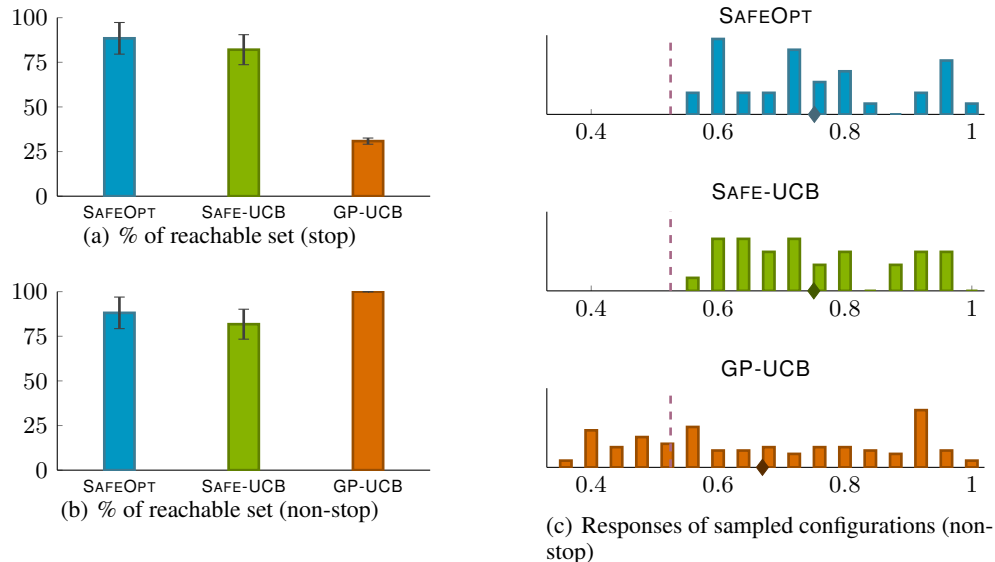 100
75
50
25
0
SAFEOPT SAFE-UCB GP-UCB
(a) % of reachable set (stop)
100
75
50
25
0
SAFEOPT SAFE-UCB GP-UCB
(b) % of reachable set (non-stop)
SAFEOPT
0.4 0.6 0.8 1
SAFE-UCB
0.4 0.6 0.8 1
GP-UCB
0.4 0.6 0.8 1
(c) Responses of sampled configurations (non-
stop)